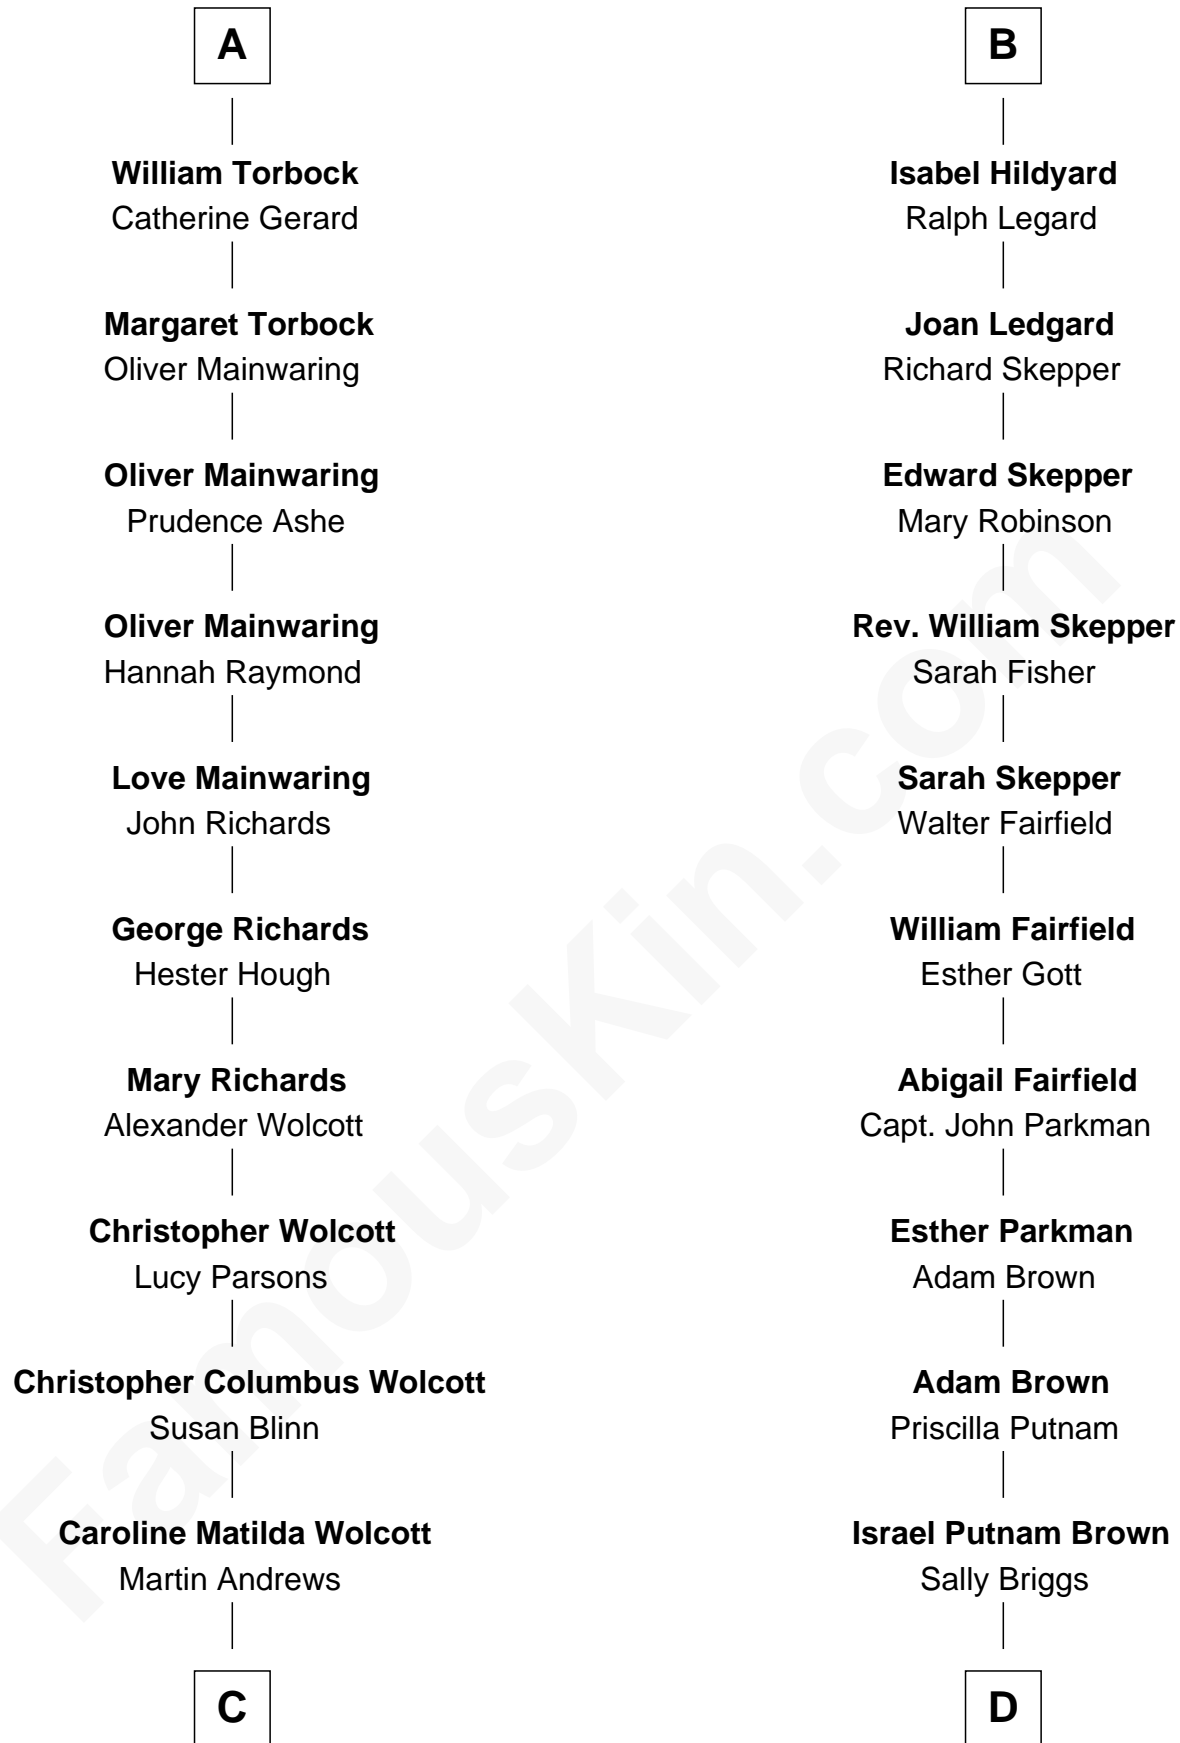 A
William Torbock
Catherine Gerard
Margaret Torbock
Oliver Mainwaring
Oliver Mainwaring
Prudence Ashe
Oliver Mainwaring
Hannah Raymond
Love Mainwaring
John Richards
George Richards
Hester Hough
Mary Richards
Alexander Wolcott
Christopher Wolcott
Lucy Parsons
Christopher Columbus Wolcott
Susan Blinn
Caroline Matilda Wolcott
Martin Andrews
C
B
Isabel Hildyard
Ralph Legard
Joan Ledgard
Richard Skepper
Edward Skepper
Mary Robinson
Rev. William Skepper
Sarah Fisher
Sarah Skepper
Walter Fairfield
William Fairfield
Esther Gott
Abigail Fairfield
Capt. John Parkman
Esther Parkman
Adam Brown
Adam Brown
Priscilla Putnam
Israel Putnam Brown
Sally Briggs
D
FamousKin.com